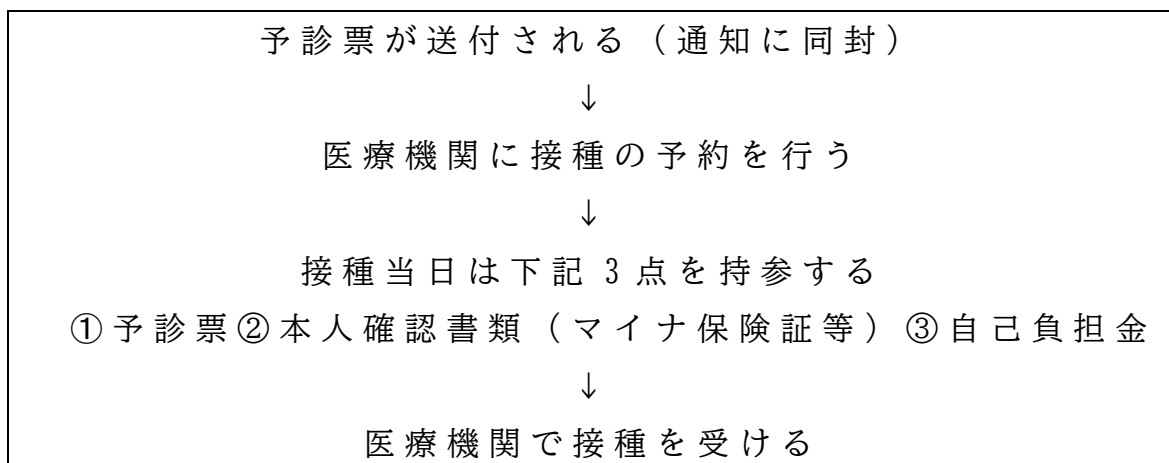 予診票が送付される（通知に同封）
↓
医療機関に接種の予約を行う
↓
接種当日は下記3点を持参する
①予診票②本人確認書類（マイナ保険証等）③自己負担金
↓
医療機関で接種を受ける